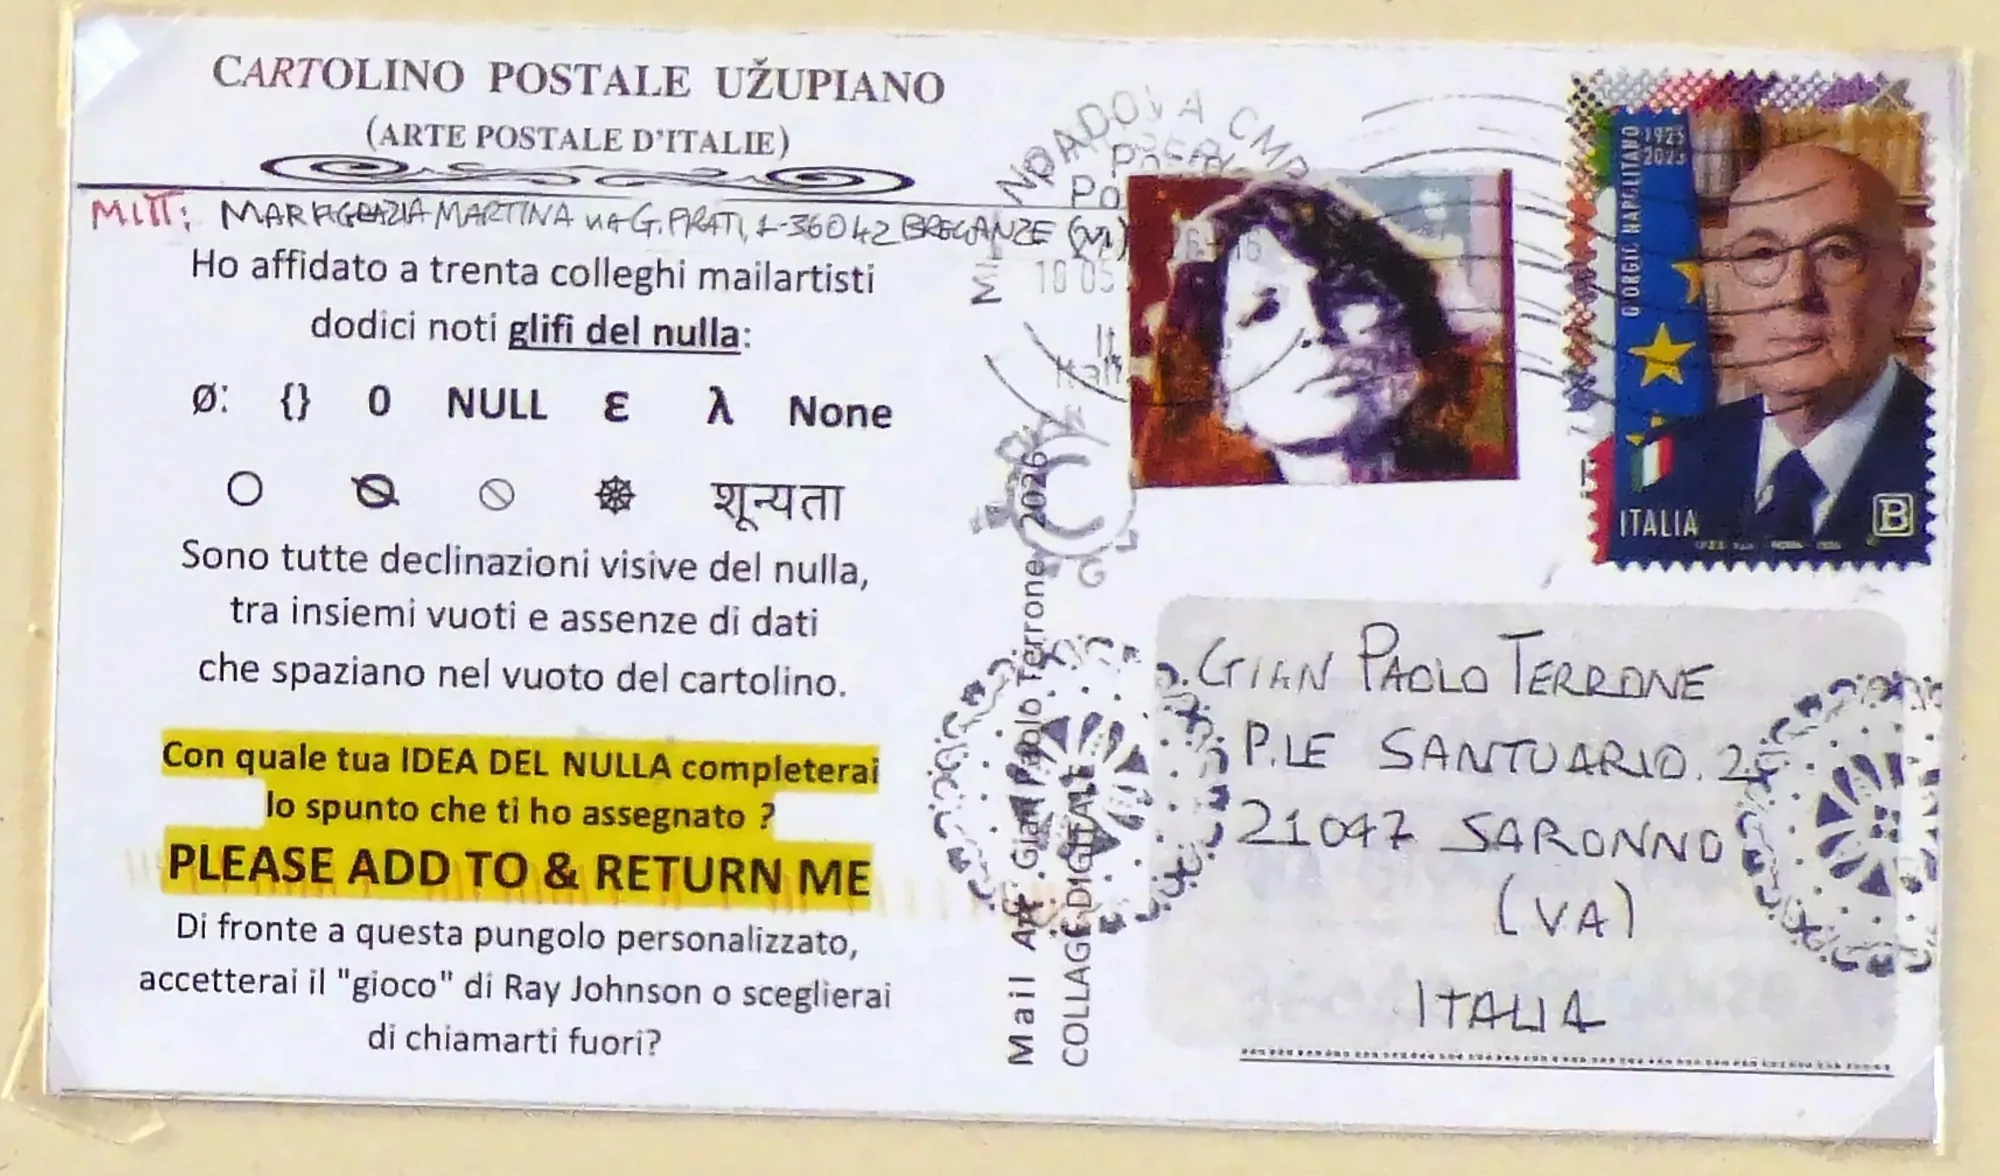 CARTOLINO POSTALE UŽUPIANO
(ARTE POSTALE D'ITALIE)
MITT: MARIAGRAZIA MARTINA VIA G. PRATI, 1-36042 BREGANZE (VI)
Ho affidato a trenta colleghi mailartisti
dodici noti glifi del nulla:
Ø: {} 0 NULL ε λ None
शून्यता
Sono tutte declinazioni visive del nulla,
tra insiemi vuoti e assenze di dati
che spaziano nel vuoto del cartolino.
Con quale tua IDEA DEL NULLA completerai
lo spunto che ti ho assegnato ?
PLEASE ADD TO & RETURN ME
Di fronte a questa pungolo personalizzato,
accetterai il "gioco" di Ray Johnson o sceglierai
di chiamarti fuori?
Mail Art Gian Paolo Terrone 2026
COLLAGE DIGITALE
PADOVA CMP
10 05
GIORGIO NAPOLITANO 1925
2023
ITALIA
B
GIAN PAOLO TERRONE
P.LE SANTUARIO.
21047 SARONNO
(VA)
ITALIA